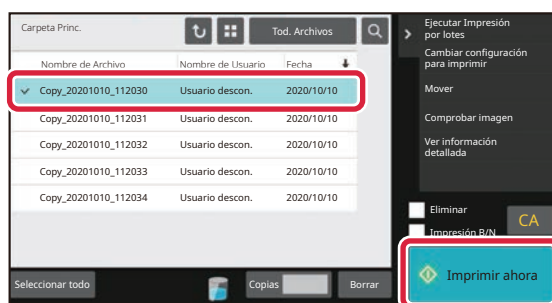 Carpeta Princ.
Tod. Archivos
Nombre de Archivo Nombre de Usuario Fecha
Copy_20201010_112030 Usuario descon. 2020/10/10
Copy_20201010_112031 Usuario descon. 2020/10/10
Copy_20201010_112032 Usuario descon. 2020/10/10
Copy_20201010_112033 Usuario descon. 2020/10/10
Copy_20201010_112034 Usuario descon. 2020/10/10
Seleccionar todo
Copias
Borrar
Ejecutar Impresión
por lotes
Cambiar configuración
para imprimir
Mover
Comprobar imagen
Ver información
detallada
Eliminar
Impresión B/N
CA
Imprimir ahora